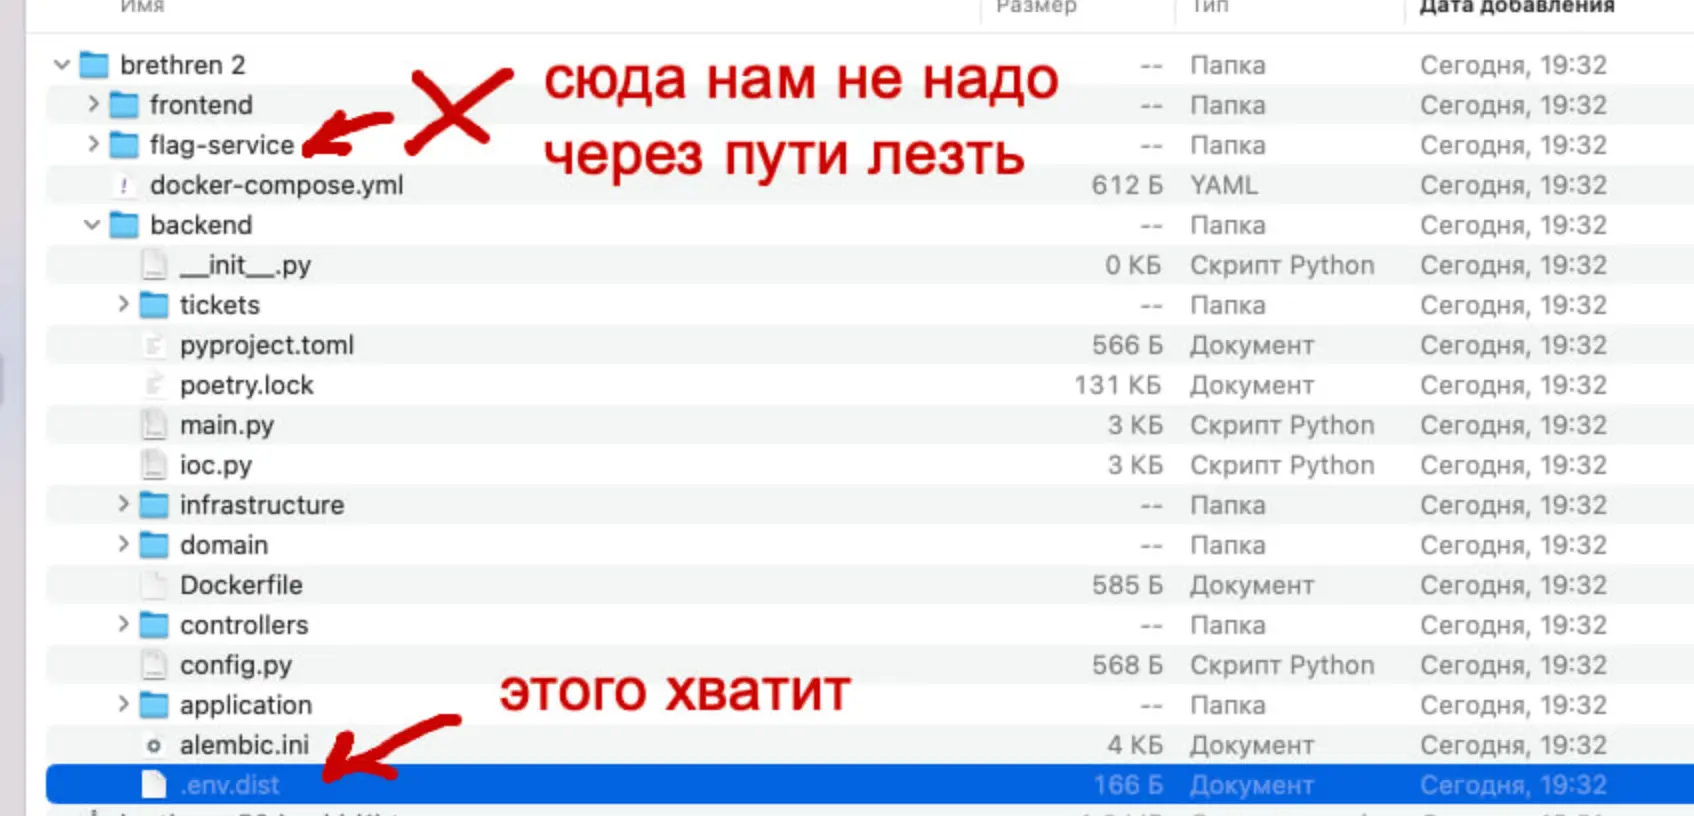 Имя Размер Тип Дата добавления
brethren 2 -- Папка Сегодня, 19:32
сюда нам не надо
frontend -- Папка Сегодня, 19:32
flag-service -- Папка Сегодня, 19:32
через пути лезть
docker-compose.yml 612 Б YAML Сегодня, 19:32
backend -- Папка Сегодня, 19:32
__init__.py 0 КБ Скрипт Python Сегодня, 19:32
tickets -- Папка Сегодня, 19:32
pyproject.toml 566 Б Документ Сегодня, 19:32
poetry.lock 131 КБ Документ Сегодня, 19:32
main.py 3 КБ Скрипт Python Сегодня, 19:32
ioc.py 3 КБ Скрипт Python Сегодня, 19:32
infrastructure -- Папка Сегодня, 19:32
domain -- Папка Сегодня, 19:32
Dockerfile 585 Б Документ Сегодня, 19:32
controllers -- Папка Сегодня, 19:32
config.py 568 Б Скрипт Python Сегодня, 19:32
этого хватит
application -- Папка Сегодня, 19:32
alembic.ini 4 КБ Документ Сегодня, 19:32
.env.dist 166 Б Документ Сегодня, 19:32